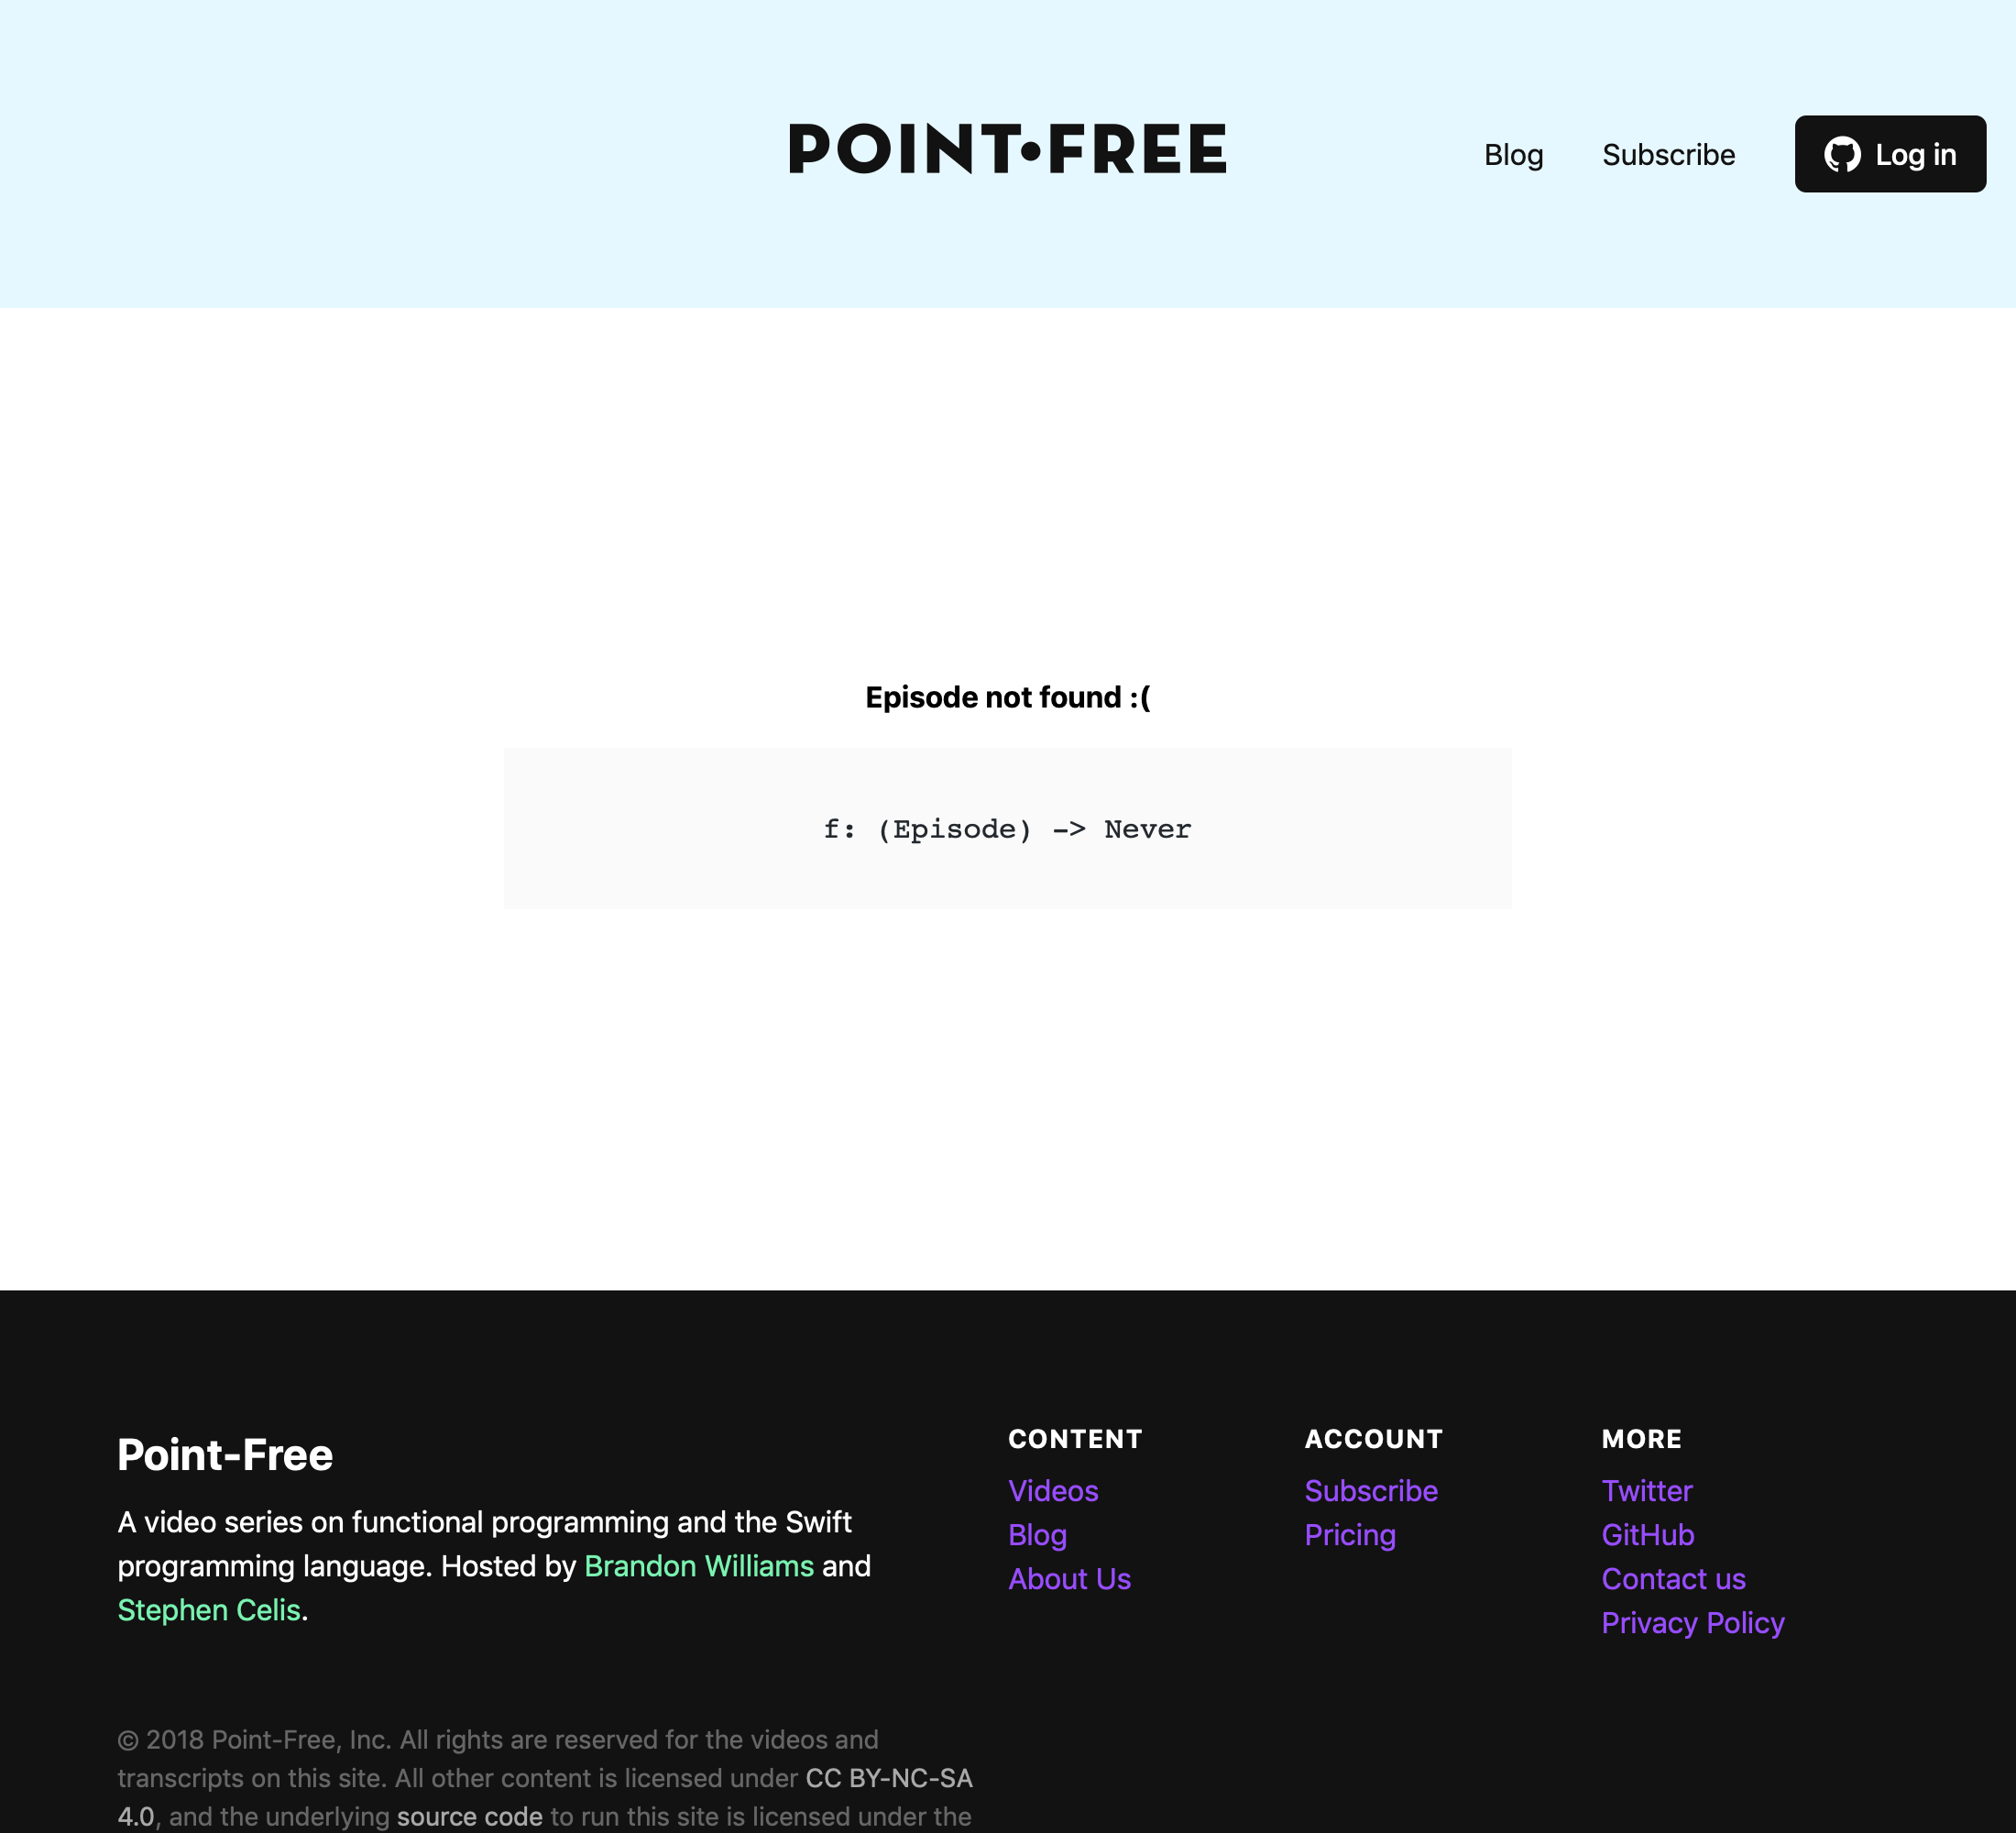 POINT•FREE
Blog
Subscribe
Log in
Episode not found :(
f: (Episode) -> Never
Point-Free
A video series on functional programming and the Swift
programming language. Hosted by Brandon Williams and
Stephen Celis.
CONTENT
Videos
Blog
About Us
ACCOUNT
Subscribe
Pricing
MORE
Twitter
GitHub
Contact us
Privacy Policy
© 2018 Point-Free, Inc. All rights are reserved for the videos and
transcripts on this site. All other content is licensed under CC BY-NC-SA
4.0, and the underlying source code to run this site is licensed under the